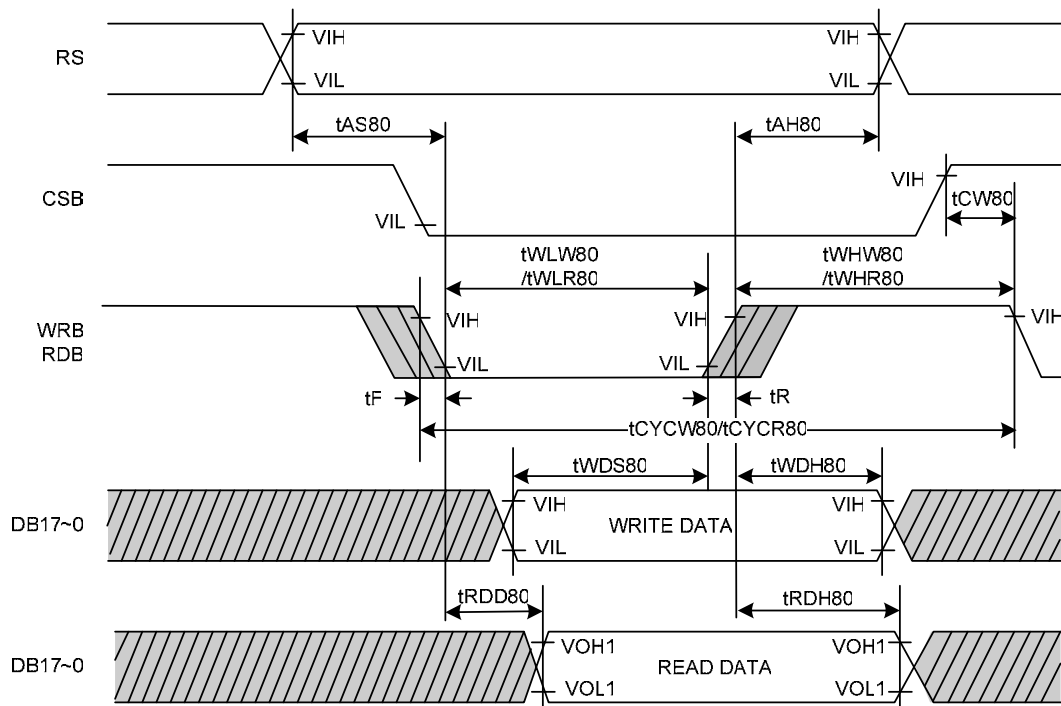 RS
VIH
VIH
VIL
VIL
tAS80
tAH80
CSB
VIH
VIL
tCW80
tWLW80
/tWLR80
tWHW80
/tWHR80
WRB
RDB
VIH
VIH
VIH
VIL
VIL
tF
tR
tCYCW80/tCYCR80
tWDS80
tWDH80
DB17~0
VIH
VIH
WRITE DATA
VIL
VIL
tRDD80
tRDH80
DB17~0
VOH1
VOH1
READ DATA
VOL1
VOL1